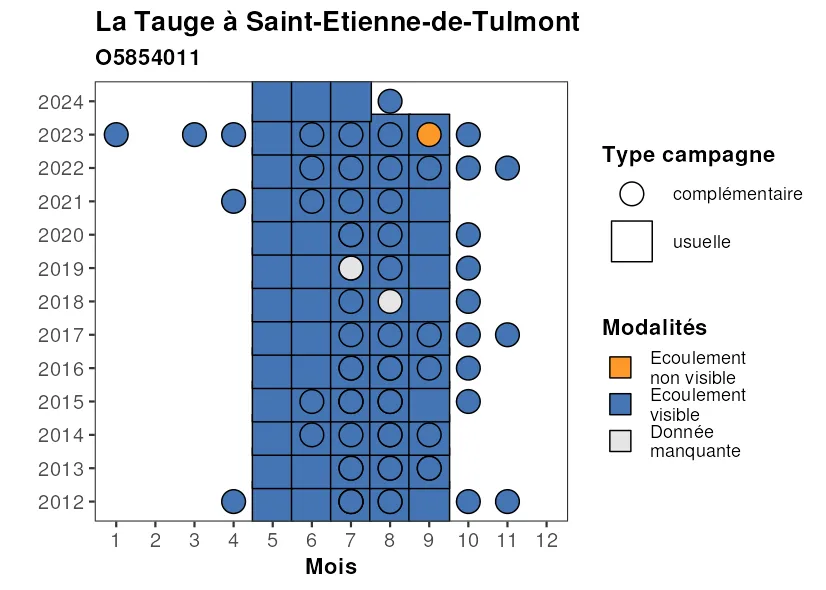 La Tauge à Saint-Etienne-de-Tulmont
O5854011
2024
2023
2022
2021
2020
2019
2018
2017
2016
2015
2014
2013
2012
1 2 3 4 5 6 7 8 9 10 11 12
Mois
Type campagne
complémentaire
usuelle
Modalités
Ecoulement
non visible
Ecoulement
visible
Donnée
manquante